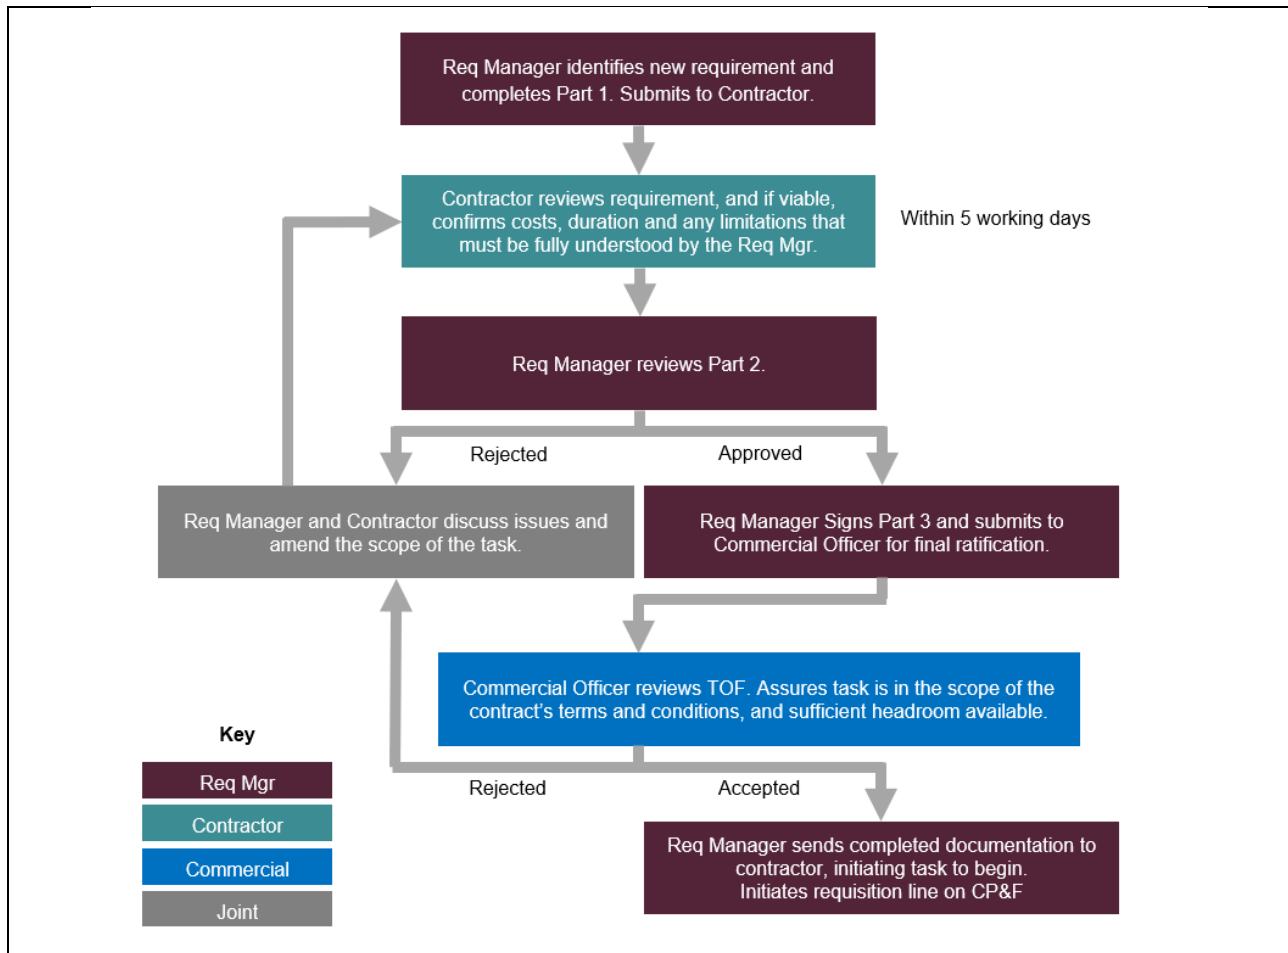 Req Manager identifies new requirement and
completes Part 1. Submits to Contractor.
Contractor reviews requirement, and if viable,
confirms costs, duration and any limitations that
must be fully understood by the Req Mgr.
Within 5 working days
Req Manager reviews Part 2.
Rejected
Approved
Req Manager and Contractor discuss issues and
amend the scope of the task.
Req Manager Signs Part 3 and submits to
Commercial Officer for final ratification.
Commercial Officer reviews TOF. Assures task is in the scope of the
contract's terms and conditions, and sufficient headroom available.
Rejected
Accepted
Req Manager sends completed documentation to
contractor, initiating task to begin.
Initiates requisition line on CP&F
Key
Req Mgr
Contractor
Commercial
Joint